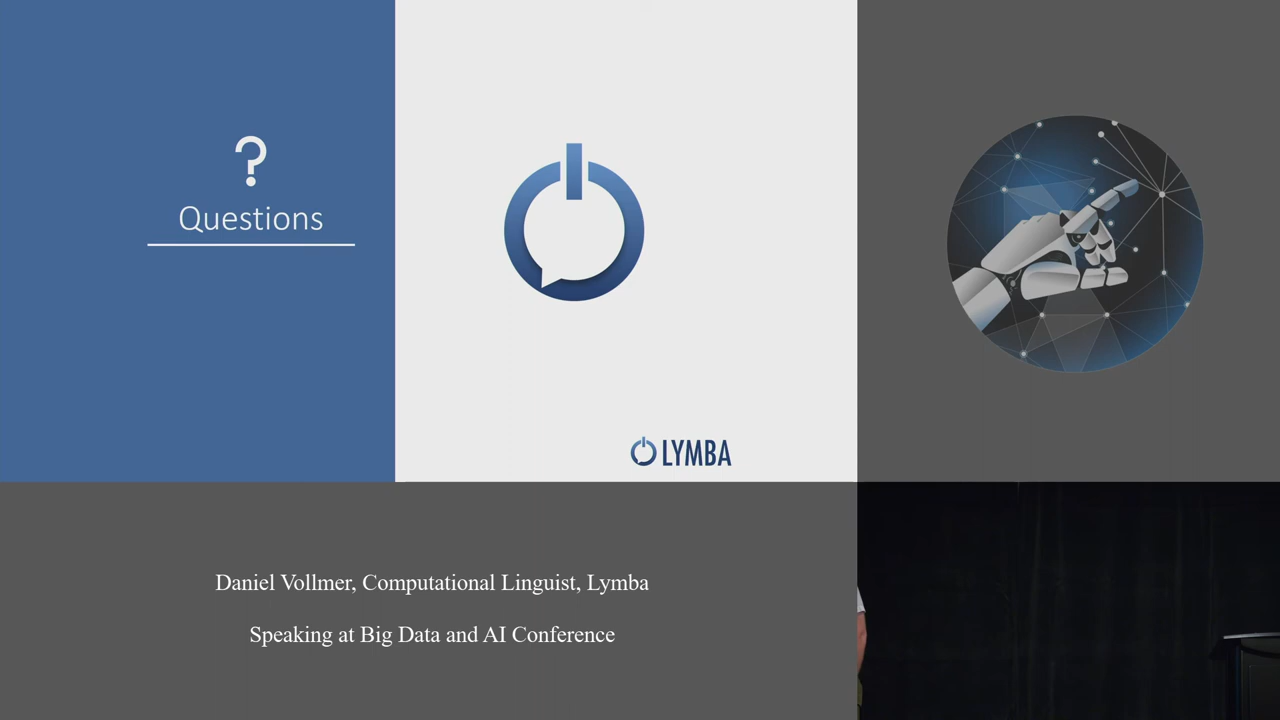 ?
Questions
LYMBA
Daniel Vollmer, Computational Linguist, Lymba
Speaking at Big Data and AI Conference